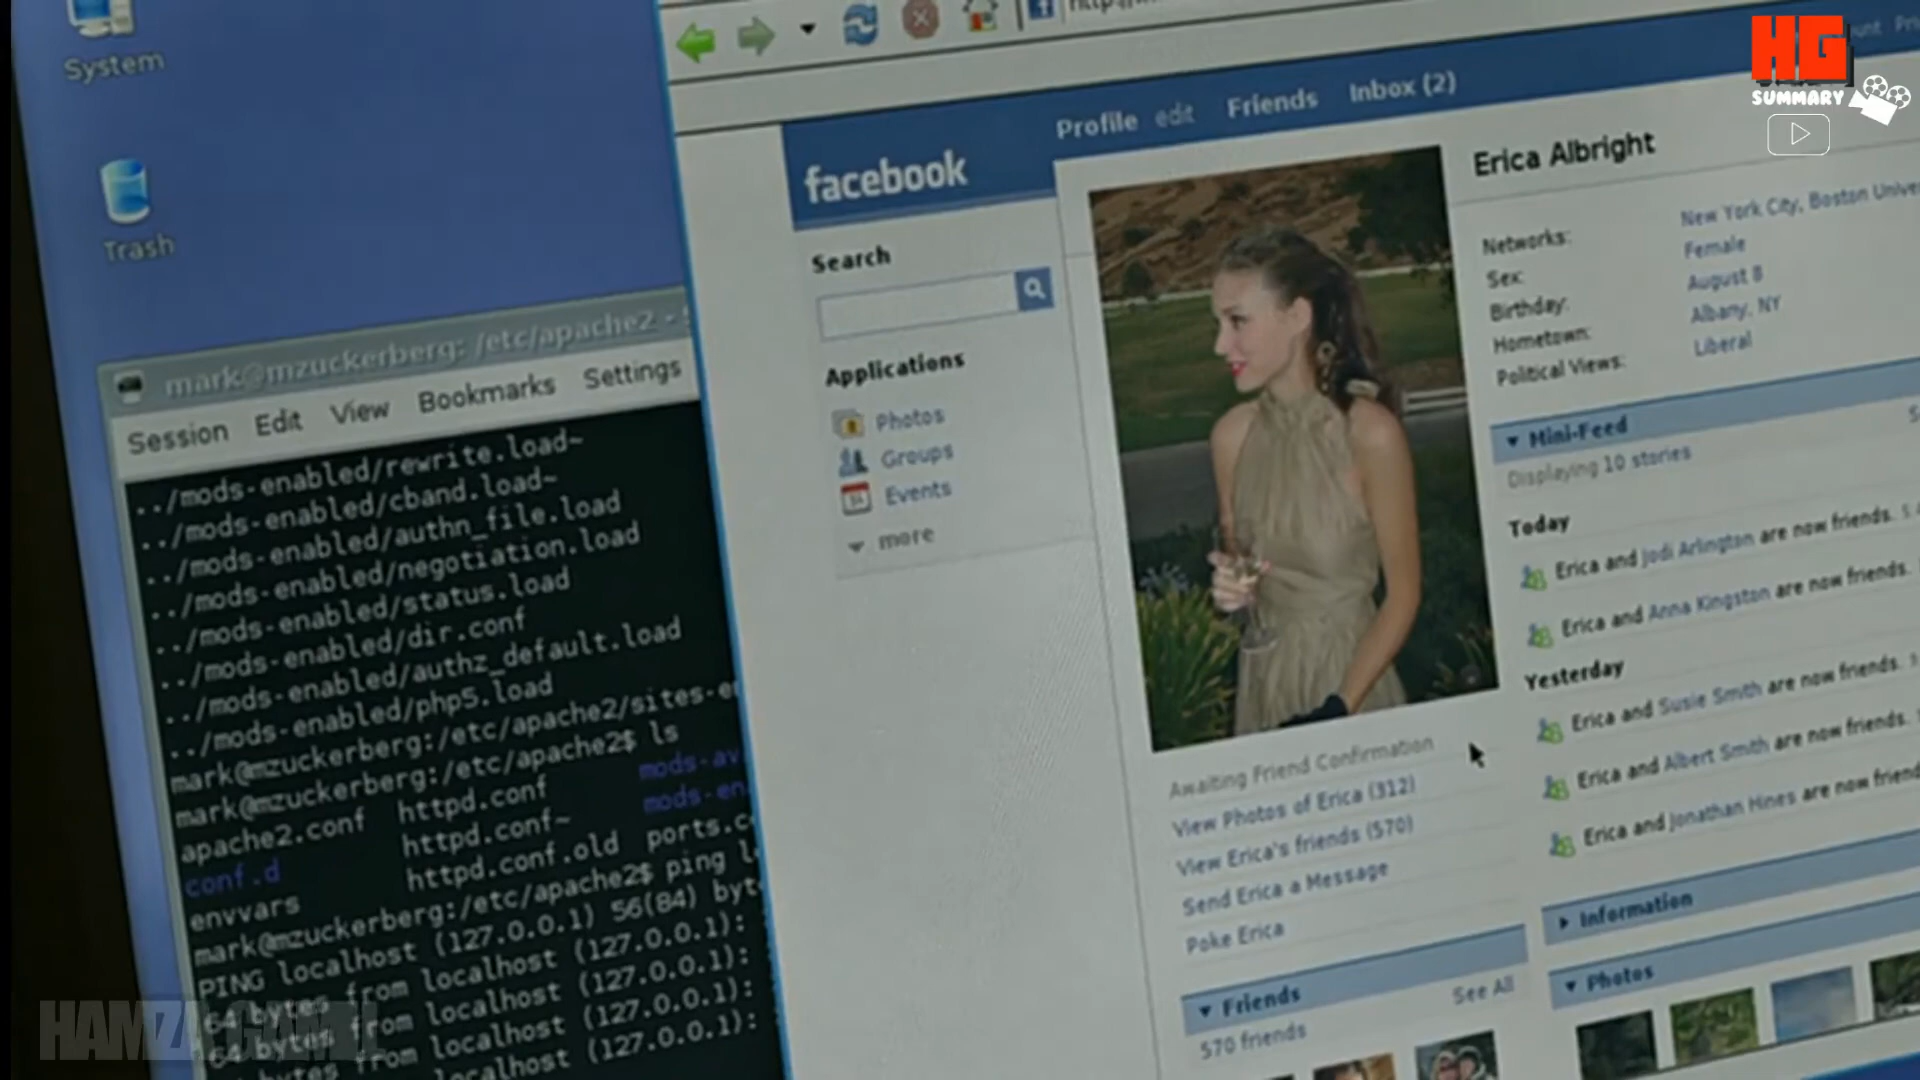 System
Trash
mark@mzuckerberg: /etc/apache2 -
Session Edit View Bookmarks Settings
../mods-enabled/rewrite.load~
../mods-enabled/cband.load~
../mods-enabled/authn_file.load
../mods-enabled/negotiation.load
../mods-enabled/status.load
../mods-enabled/dir.conf
../mods-enabled/authz_default.load
../mods-enabled/php5.load
mark@mzuckerberg:/etc/apache2/sites-e
mark@mzuckerberg:/etc/apache2$ ls
apache2.conf httpd.conf mods-av
conf.d httpd.conf~ mods-en
envvars httpd.conf.old ports.c
mark@mzuckerberg:/etc/apache2$ ping l
PING localhost (127.0.0.1) 56(84) byt
64 bytes from localhost (127.0.0.1):
64 bytes from localhost (127.0.0.1):
bytes from localhost (127.0.0.1):
localhost (127.0.0.1):
Profile edit Friends Inbox (2)
facebook
Search
Applications
Photos
Groups
Events
more
Erica Albright
Networks: New York City, Boston Unive
Sex: Female
Birthday: August 8
Hometown: Albany, NY
Political Views: Liberal
Mini-Feed
Displaying 10 stories
Today
Erica and Jodi Arlington are now friends.
Erica and Anna Kingston are now friends.
Yesterday
Erica and Susie Smith are now friends.
Erica and Albert Smith are now friends.
Erica and Jonathan Hines are now friend
Awaiting Friend Confirmation
View Photos of Erica (312)
View Erica's friends (570)
Send Erica a Message
Poke Erica
Friends See All
570 friends
Information
Photos
HG
SUMMARY